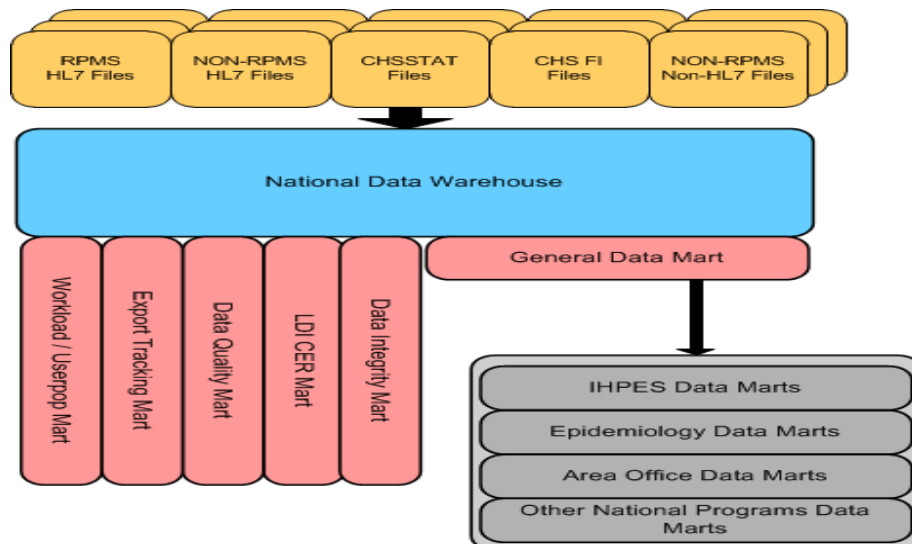 RPMS
HL7 Files
NON-RPMS
HL7 Files
CHSSTAT
Files
CHS FI
Files
NON-RPMS
Non-HL7 Files
National Data Warehouse
Workload / Userpop Mart
Export Tracking Mart
Data Quality Mart
LDI CER Mart
Data Integrity Mart
General Data Mart
IHPES Data Marts
Epidemiology Data Marts
Area Office Data Marts
Other National Programs Data
Marts